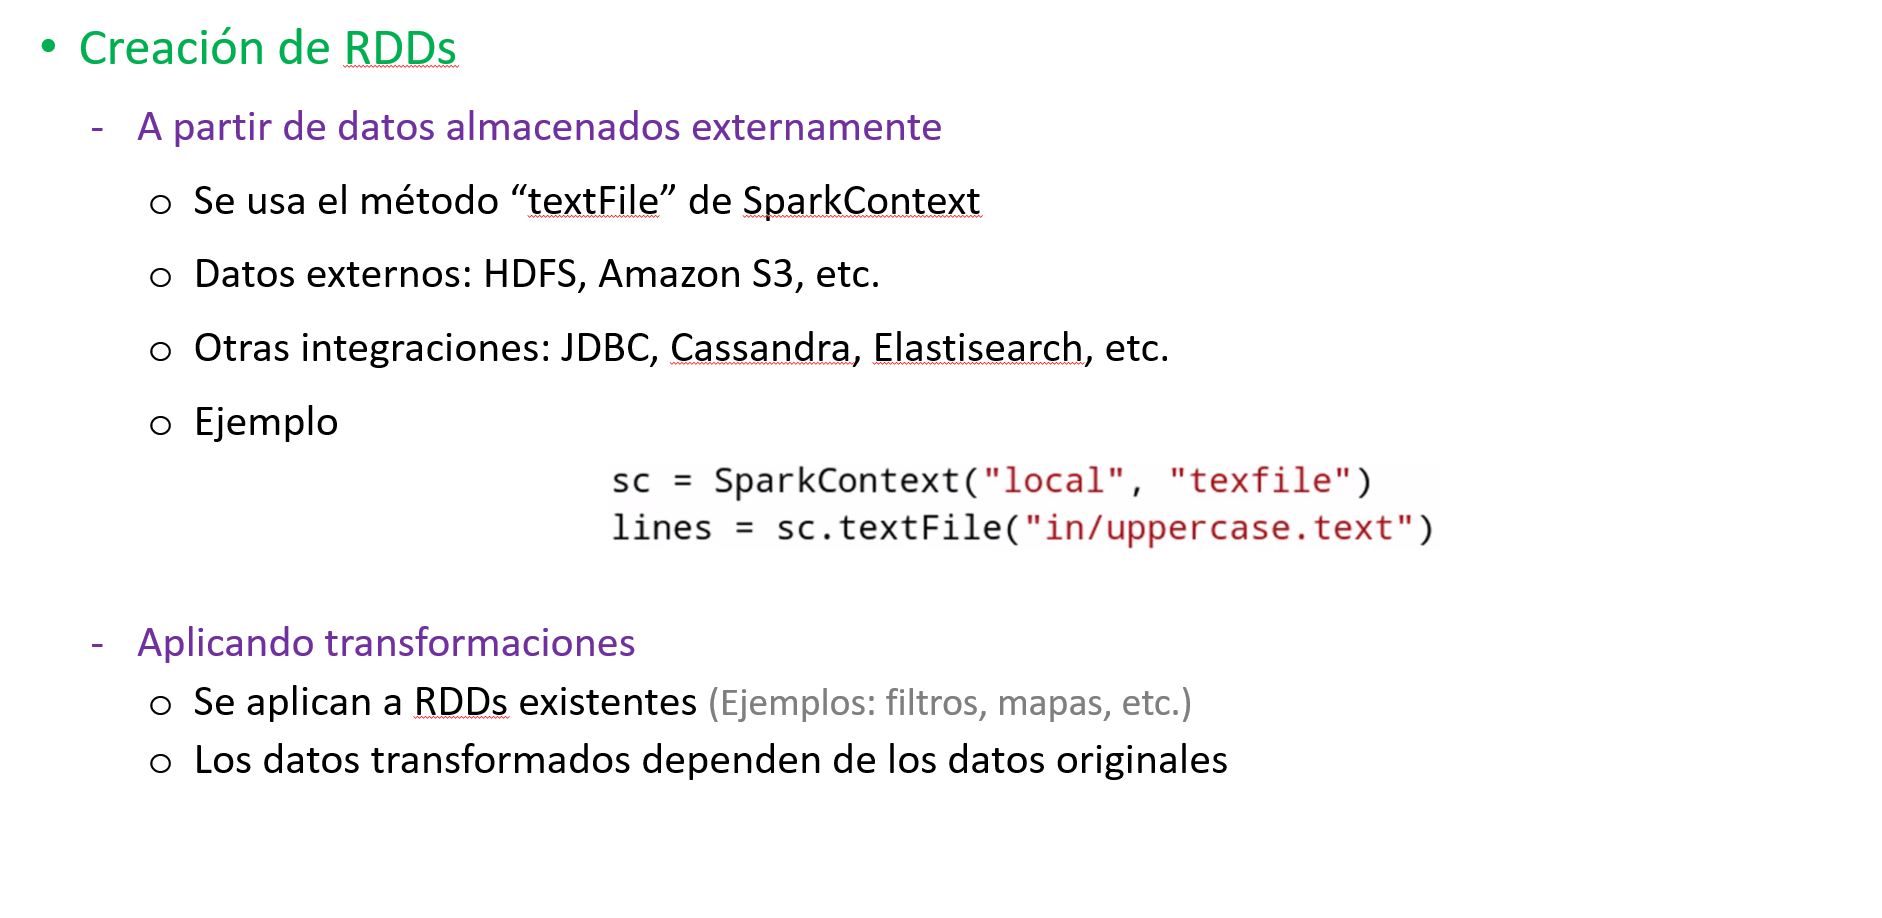 • Creación de RDDs
- A partir de datos almacenados externamente
o Se usa el método “textFile” de SparkContext
o Datos externos: HDFS, Amazon S3, etc.
o Otras integraciones: JDBC, Cassandra, Elastisearch, etc.
o Ejemplo
sc = SparkContext("local", "texfile")
lines = sc.textFile("in/uppercase.text")
- Aplicando transformaciones
o Se aplican a RDDs existentes (Ejemplos: filtros, mapas, etc.)
o Los datos transformados dependen de los datos originales